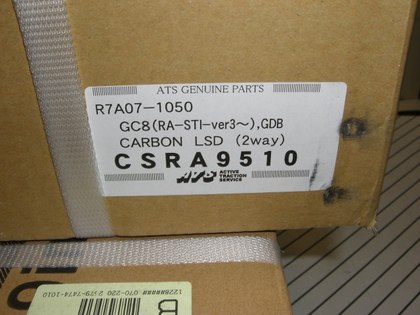 ATS GENUINE PARTS
R7A07-1050
GC8(RA-STI-ver3～),GDB
CARBON LSD (2way)
CSRA9510
ATS ACTIVE TRACTION SERVICE